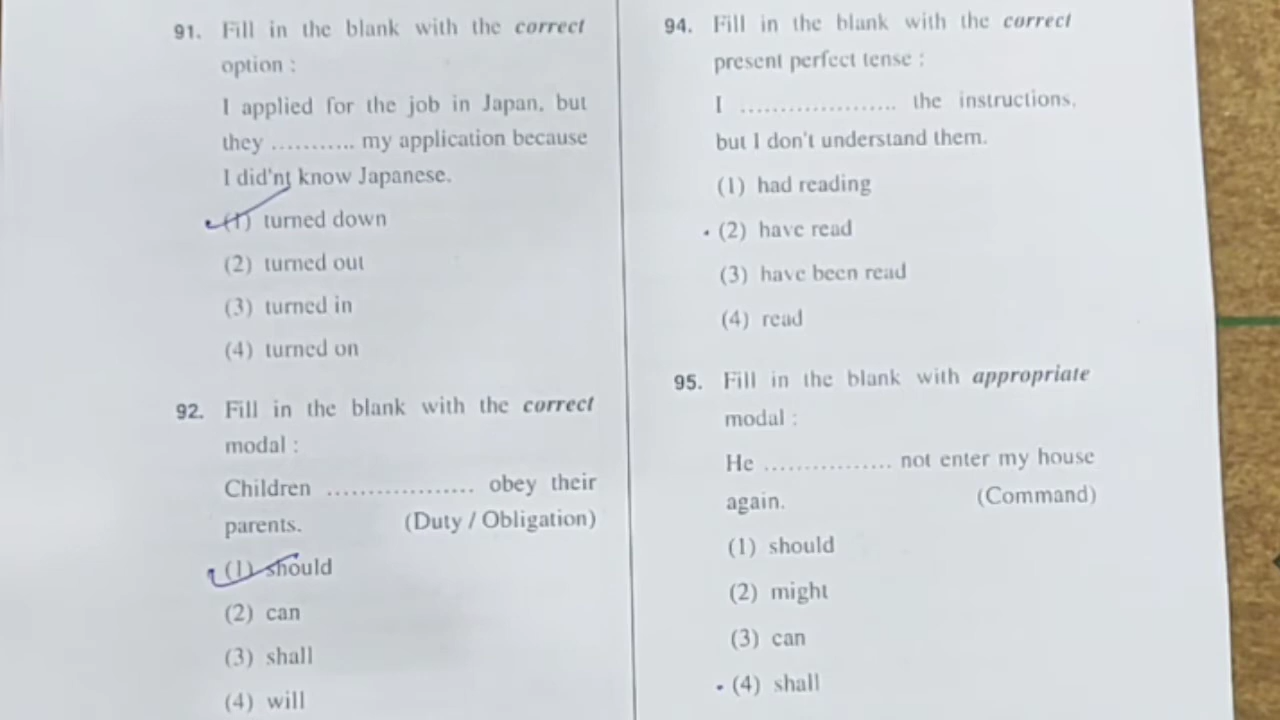 91. Fill in the blank with the correct
option :
I applied for the job in Japan, but
they ........... my application because
I did'nt know Japanese.
(1) turned down
(2) turned out
(3) turned in
(4) turned on
92. Fill in the blank with the correct
modal :
Children .................. obey their
parents. (Duty / Obligation)
(1) should
(2) can
(3) shall
(4) will
94. Fill in the blank with the correct
present perfect tense :
I ................... the instructions,
but I don't understand them.
(1) had reading
(2) have read
(3) have been read
(4) read
95. Fill in the blank with appropriate
modal :
He ................ not enter my house
again. (Command)
(1) should
(2) might
(3) can
(4) shall